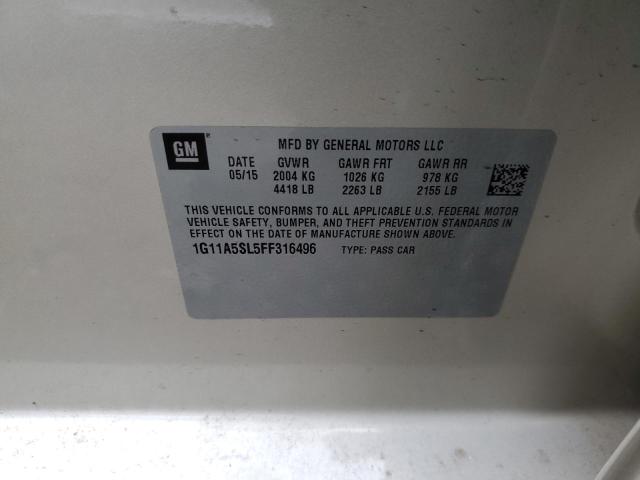 GM
MFD BY GENERAL MOTORS LLC
DATE GVWR GAWR FRT GAWR RR
05/15 2004 KG 1026 KG 978 KG
4418 LB 2263 LB 2155 LB
THIS VEHICLE CONFORMS TO ALL APPLICABLE U.S. FEDERAL MOTOR
VEHICLE SAFETY, BUMPER, AND THEFT PREVENTION STANDARDS IN
EFFECT ON THE DATE OF MANUFACTURE SHOWN ABOVE.
1G11A5SL5FF316496 TYPE: PASS CAR